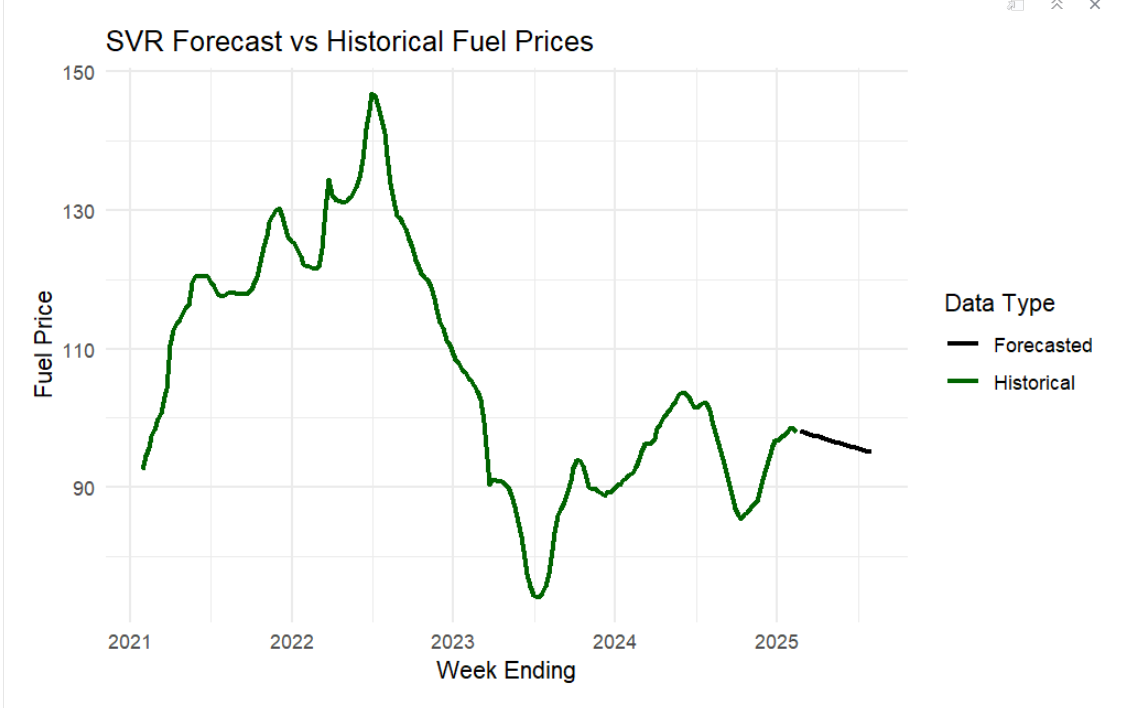 SVR Forecast vs Historical Fuel Prices
150
130
110
90
Fuel Price
2021 2022 2023 2024 2025
Week Ending
Data Type
Forecasted
Historical